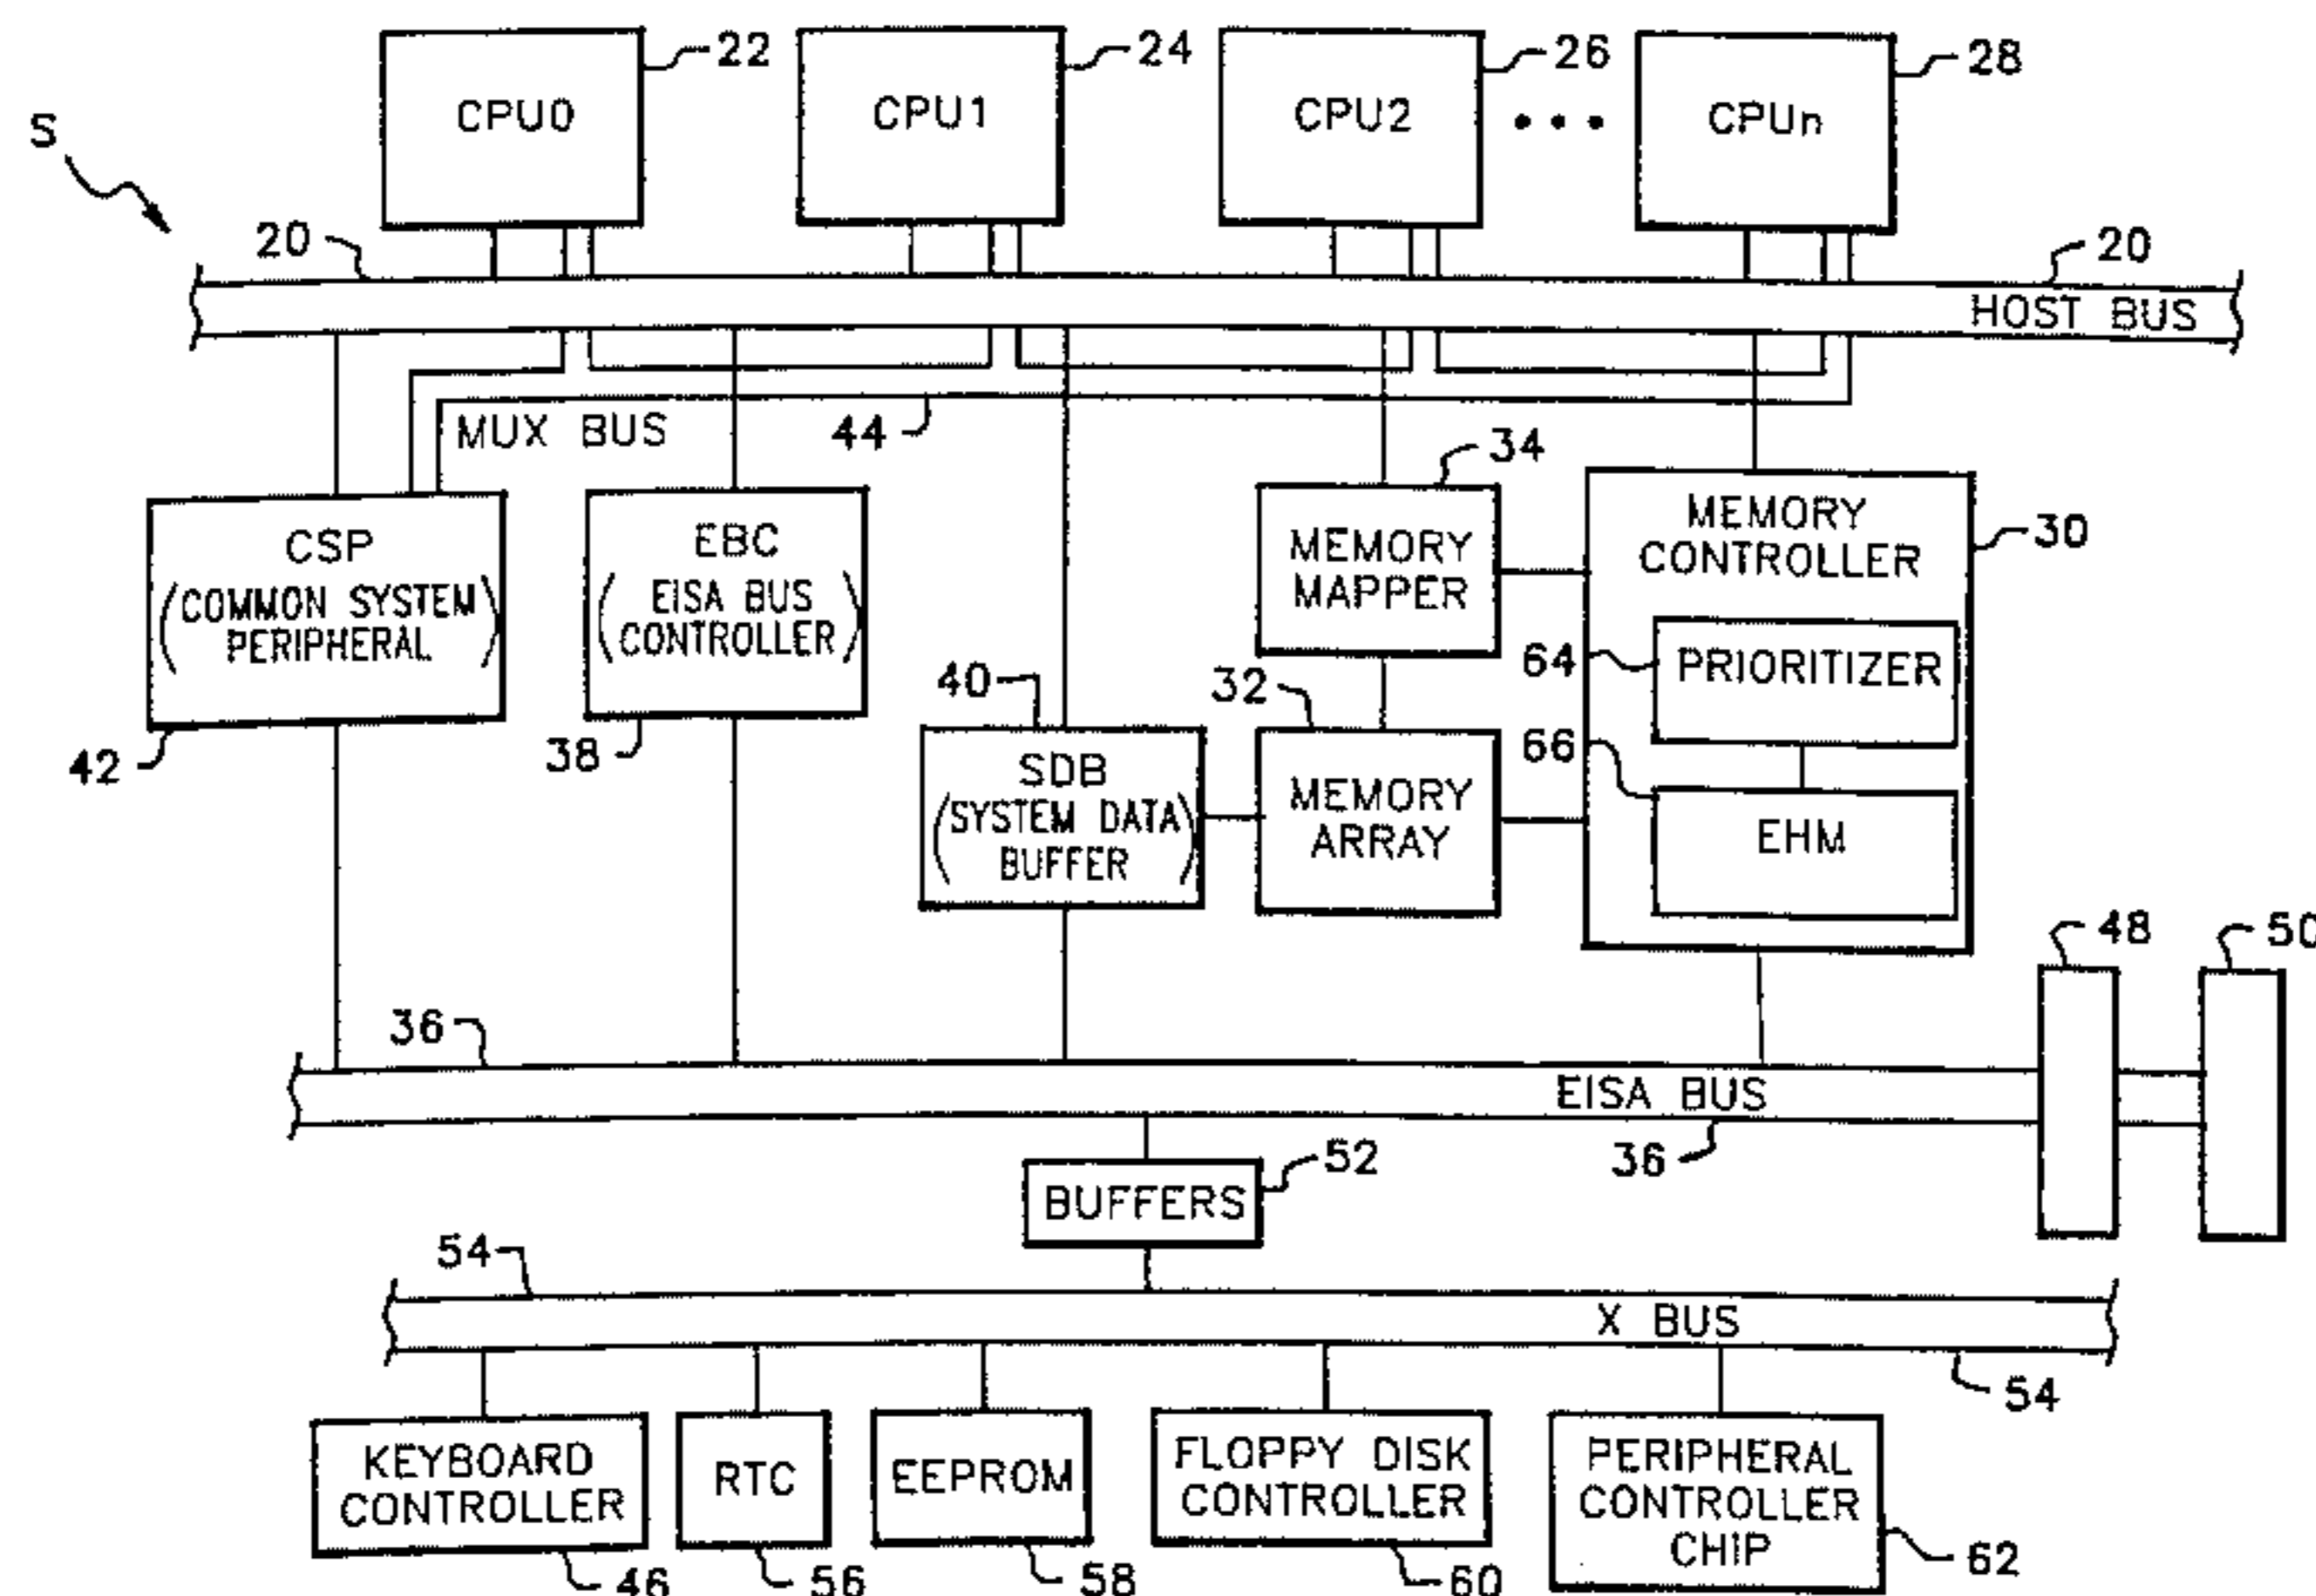 22
24
26
28
CPU0
CPU1
CPU2
CPUn
S
20
20
HOST BUS
MUX BUS
44
34
CSP
(COMMON SYSTEM
PERIPHERAL)
EBC
(EISA BUS
CONTROLLER)
MEMORY
MAPPER
MEMORY
CONTROLLER
30
64
PRIORITIZER
40
32
42
38
66
SDB
(SYSTEM DATA
BUFFER)
MEMORY
ARRAY
EHM
48
50
36
EISA BUS
36
BUFFERS
52
54
X BUS
54
KEYBOARD
CONTROLLER
RTC
EEPROM
FLOPPY DISK
CONTROLLER
PERIPHERAL
CONTROLLER
CHIP
46
56
58
60
62